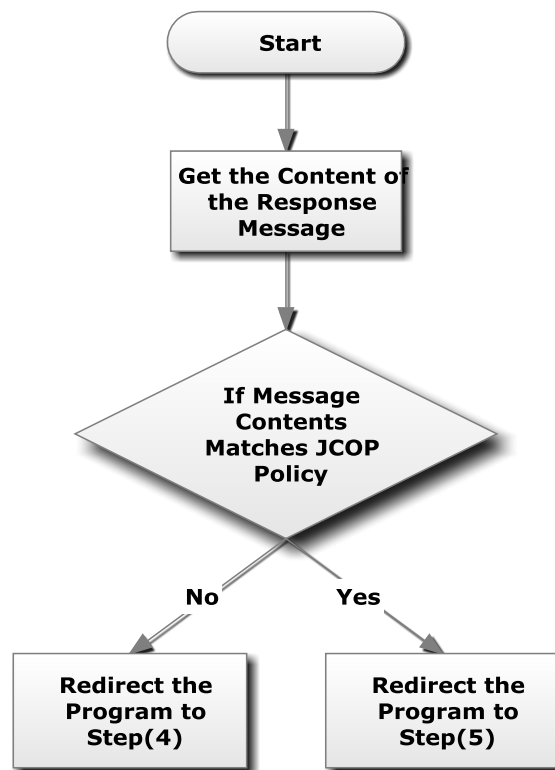 Start
Get the Content of
the Response
Message
If Message
Contents
Matches JCOP
Policy
No
Yes
Redirect the
Program to
Step(4)
Redirect the
Program to
Step(5)